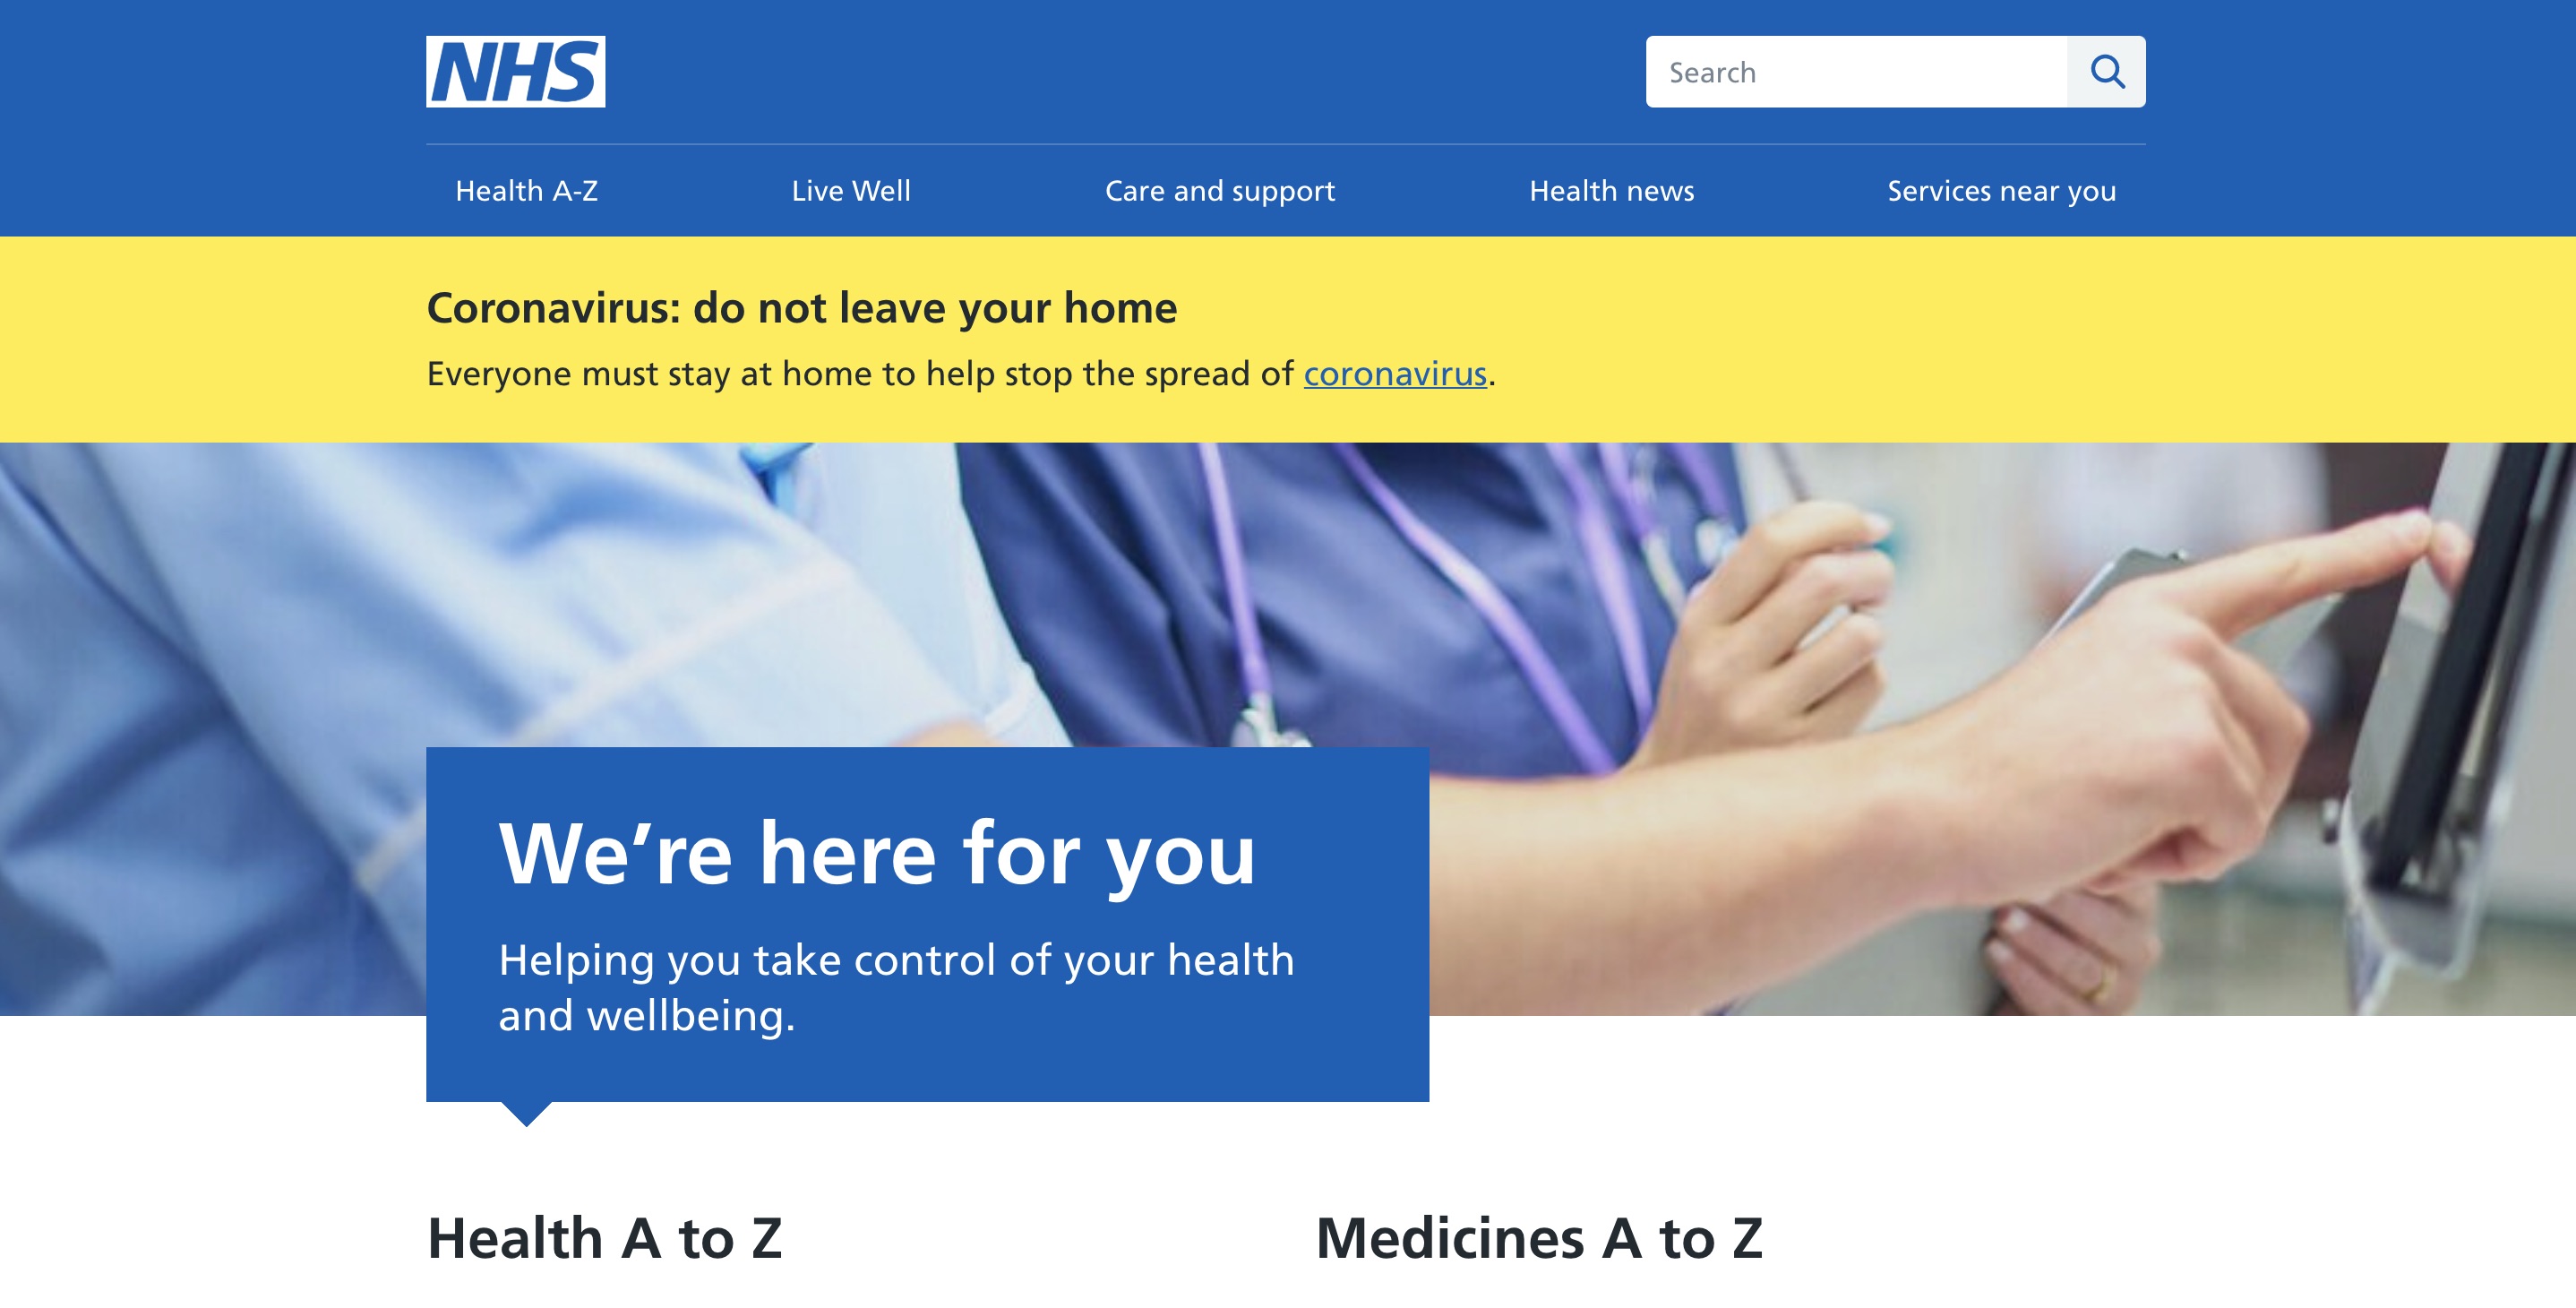 NHS
Search
Health A-Z
Live Well
Care and support
Health news
Services near you
Coronavirus: do not leave your home
Everyone must stay at home to help stop the spread of coronavirus.
We’re here for you
Helping you take control of your health
and wellbeing.
Health A to Z
Medicines A to Z